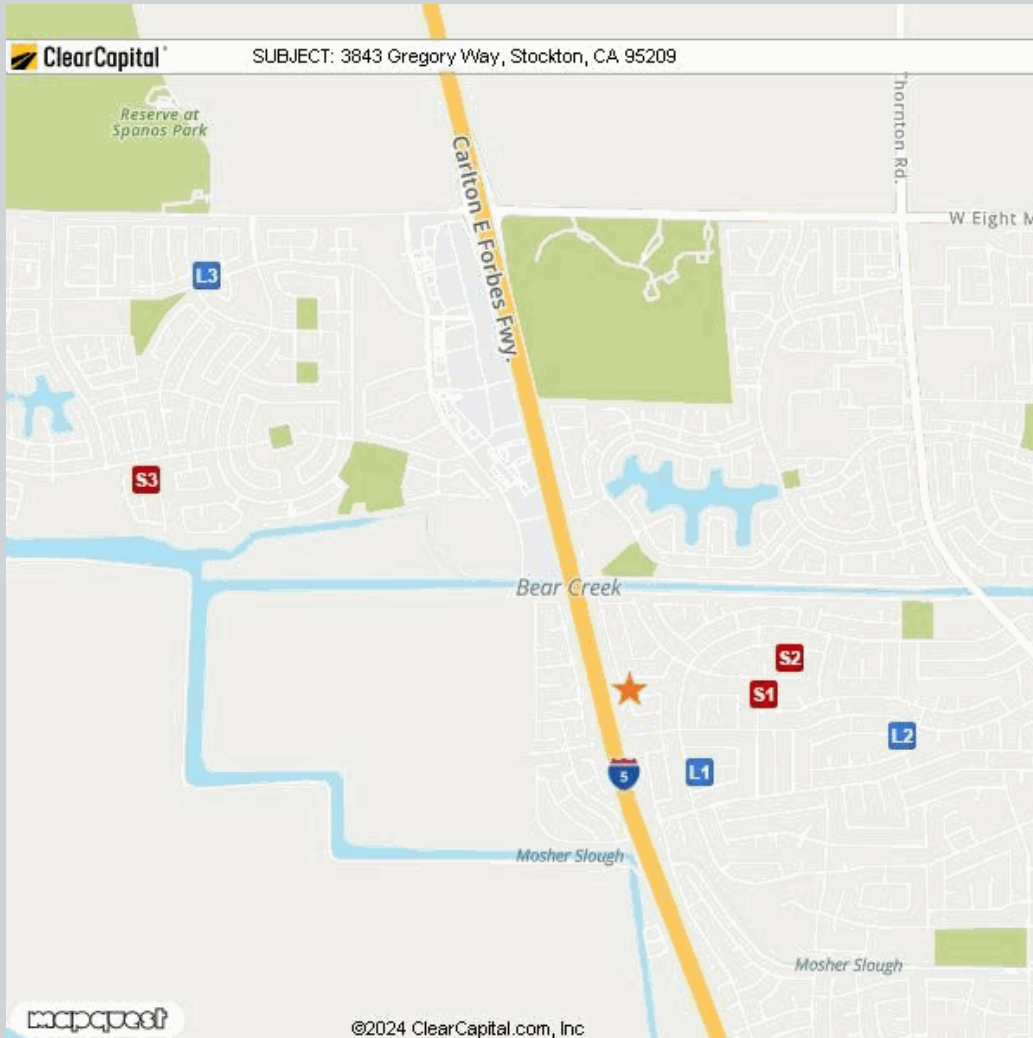 ClearCapital
SUBJECT: 3843 Gregory Way, Stockton, CA 95209
Reserve at
Spanos Park
Carlton E Forbes Fwy.
Thornton Rd.
W Eight M
L3
S3
Bear Creek
S2
S1
L2
L1
5
Mosher Slough
Mosher Slough
mapquest
©2024 ClearCapital.com, Inc